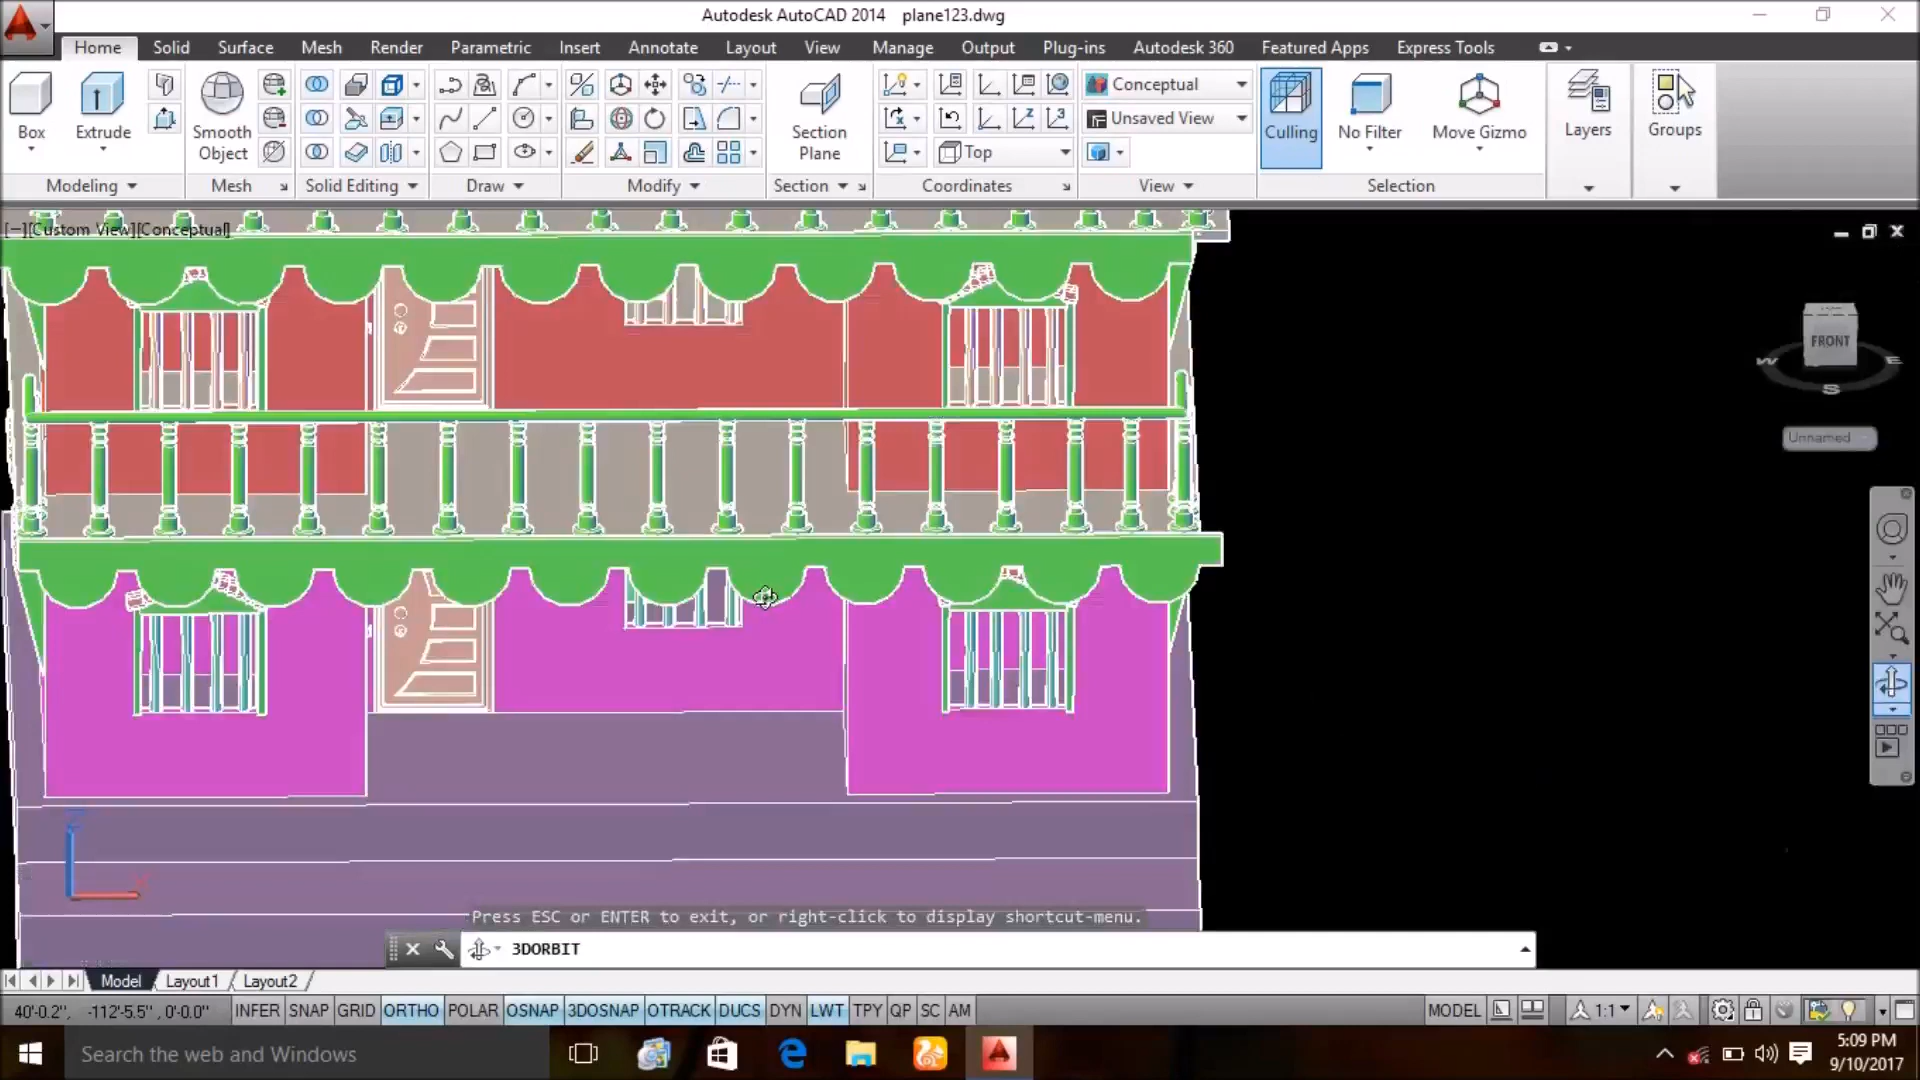 Autodesk AutoCAD 2014 plane123.dwg
Home Solid Surface Mesh Render Parametric Insert Annotate Layout View Manage Output Plug-ins Autodesk 360 Featured Apps Express Tools
Box
Extrude
Smooth
Object
Section
Plane
Conceptual
Unsaved View
Top
Culling
No Filter
Move Gizmo
Layers
Groups
Modeling Mesh Solid Editing Draw Modify Section Coordinates View Selection
[−][Custom View][Conceptual]
FRONT
W E
S
Unnamed
Press ESC or ENTER to exit, or right-click to display shortcut-menu.
3DORBIT
Model Layout1 Layout2
40'-0.2", -112'-5.5", 0'-0.0" INFER SNAP GRID ORTHO POLAR OSNAP 3DOSNAP OTRACK DUCS DYN LWT TPY QP SC AM MODEL 1:1
Search the web and Windows
5:09 PM
9/10/2017